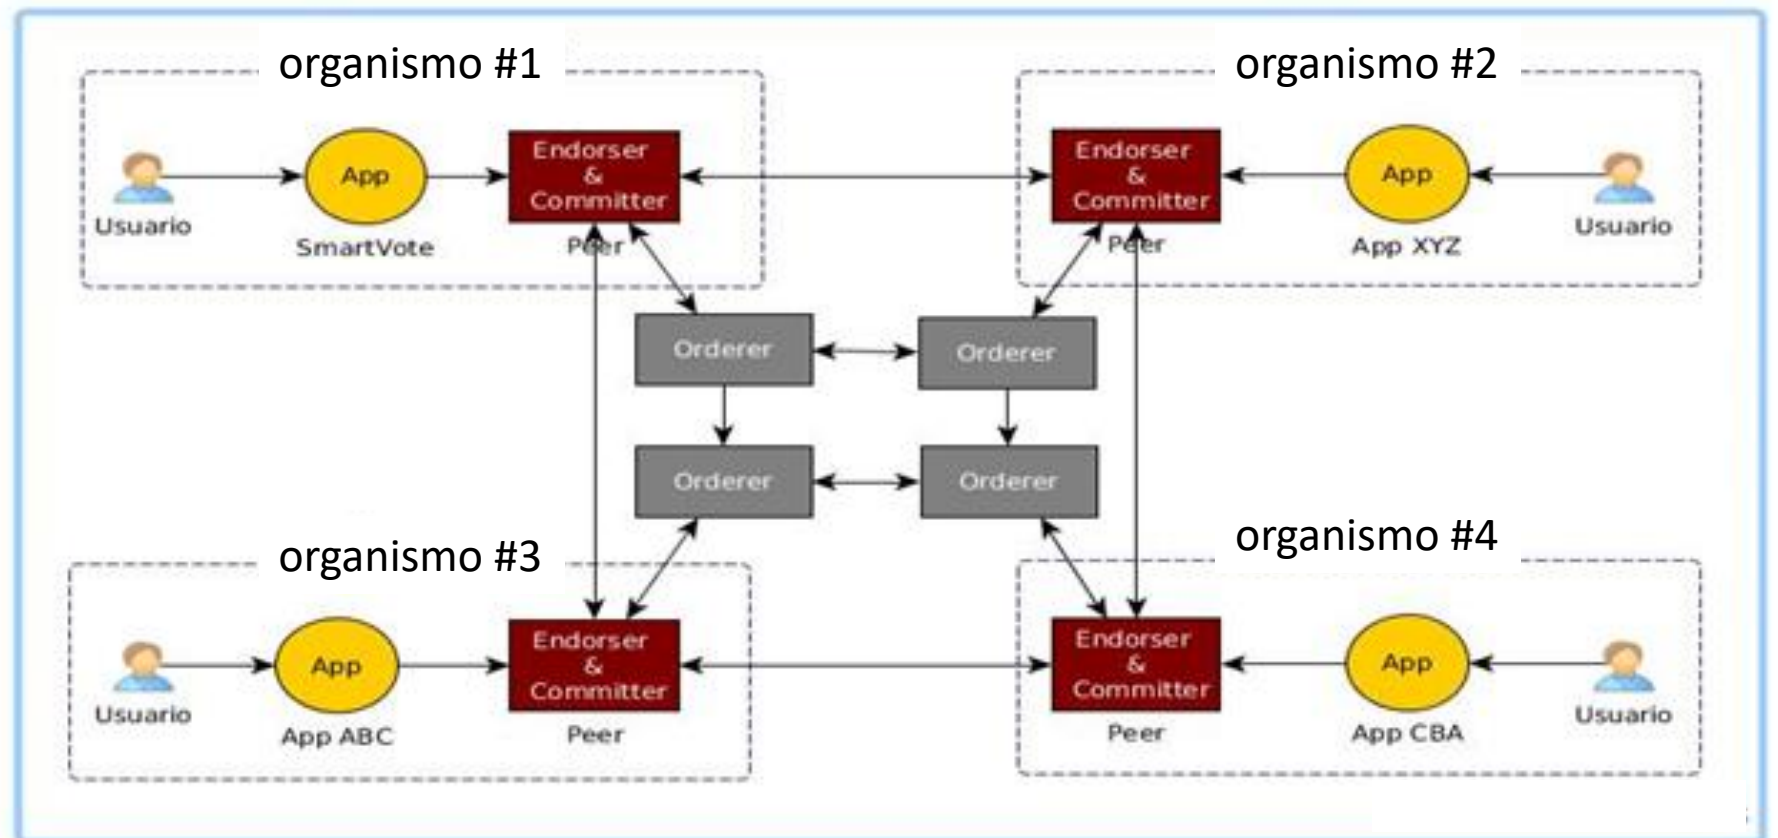 organismo #1
App
Endorser
&
Committer
Usuario
SmartVote
Peer
organismo #2
Endorser
&
Committer
App
Peer
App XYZ
Usuario
Orderer
Orderer
Orderer
Orderer
organismo #3
App
Endorser
&
Committer
Usuario
App ABC
Peer
organismo #4
Endorser
&
Committer
App
Peer
App CBA
Usuario